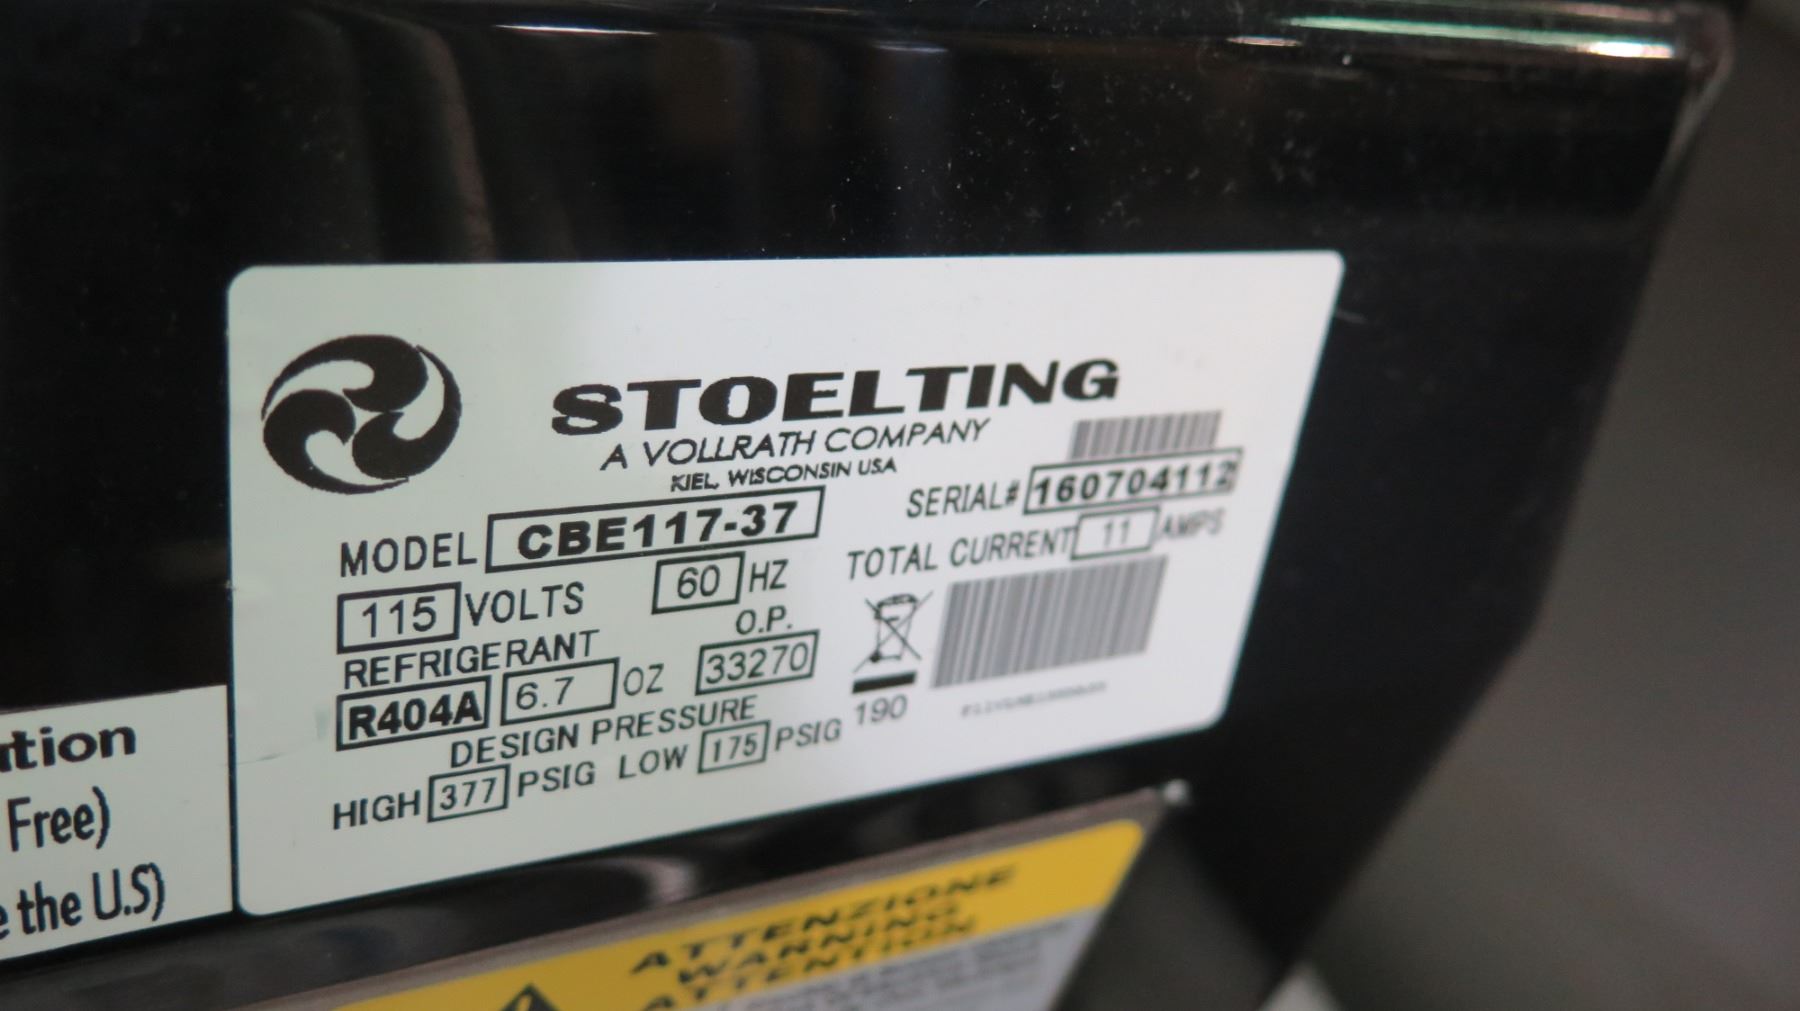 STOELTING
A VOLLRATH COMPANY
KIEL, WISCONSIN USA
MODEL CBE117-37
SERIAL# 160704112
115 VOLTS 60 HZ
TOTAL CURRENT 11 AMPS
REFRIGERANT O.P.
R404A 6.7 OZ 33270
DESIGN PRESSURE
190
HIGH 377 PSIG LOW 175 PSIG
Free)
the U.S)
ATTENZIONE
WARNING
ATTENTION